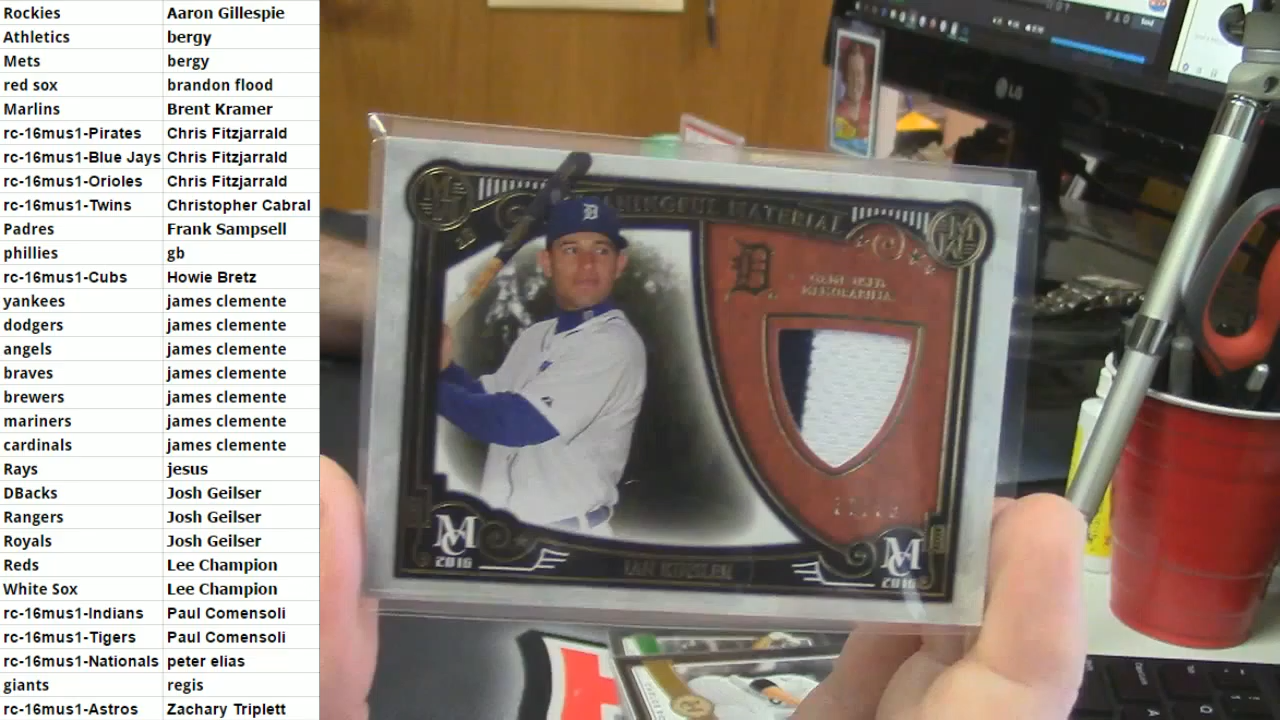 Rockies Aaron Gillespie
Athletics bergy
Mets bergy
red sox brandon flood
Marlins Brent Kramer
rc-16mus1-Pirates Chris Fitzjarrald
rc-16mus1-Blue Jays Chris Fitzjarrald
rc-16mus1-Orioles Chris Fitzjarrald
rc-16mus1-Twins Christopher Cabral
Padres Frank Sampsell
phillies gb
rc-16mus1-Cubs Howie Bretz
yankees james clemente
dodgers james clemente
angels james clemente
braves james clemente
brewers james clemente
mariners james clemente
cardinals james clemente
Rays jesus
DBacks Josh Geilser
Rangers Josh Geilser
Royals Josh Geilser
Reds Lee Champion
White Sox Lee Champion
rc-16mus1-Indians Paul Comensoli
rc-16mus1-Tigers Paul Comensoli
rc-16mus1-Nationals peter elias
giants regis
rc-16mus1-Astros Zachary Triplett
LG
MATERIAL
D
D
GAME USED
MEMORABILIA
MC
2016
IAN KINSLER
MC
2016